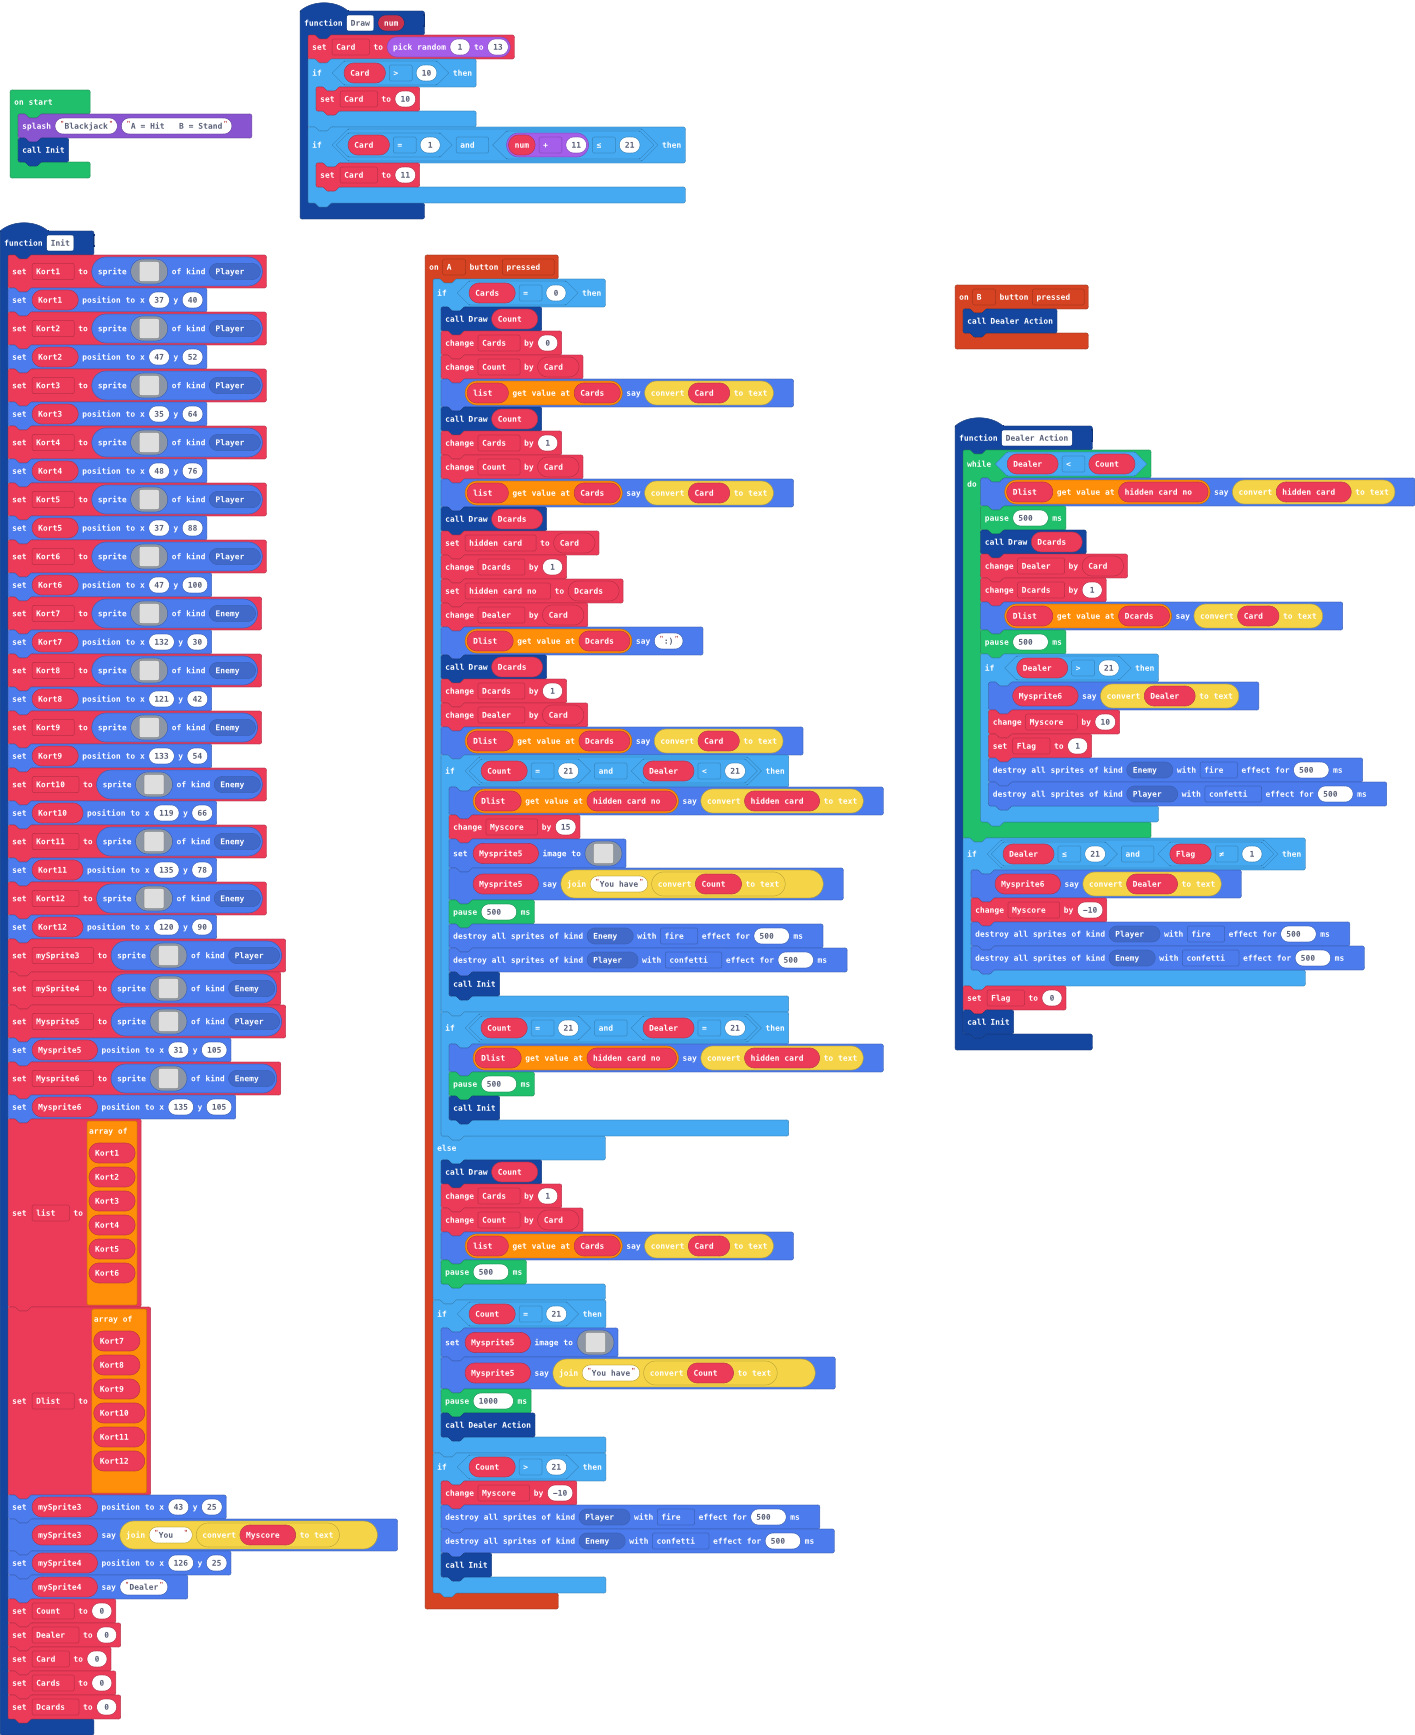 function Draw num
set Card to pick random 1 to 13
if Card > 10 then
set Card to 10
if Card = 1 and num + 11 ≤ 21 then
set Card to 11
on start
splash "Blackjack" "A = Hit B = Stand"
call Init
function Init
set Kort1 to sprite of kind Player
set Kort1 position to x 37 y 40
set Kort2 to sprite of kind Player
set Kort2 position to x 47 y 52
set Kort3 to sprite of kind Player
set Kort3 position to x 35 y 64
set Kort4 to sprite of kind Player
set Kort4 position to x 48 y 76
set Kort5 to sprite of kind Player
set Kort5 position to x 37 y 88
set Kort6 to sprite of kind Player
set Kort6 position to x 47 y 100
set Kort7 to sprite of kind Enemy
set Kort7 position to x 132 y 30
set Kort8 to sprite of kind Enemy
set Kort8 position to x 121 y 42
set Kort9 to sprite of kind Enemy
set Kort9 position to x 133 y 54
set Kort10 to sprite of kind Enemy
set Kort10 position to x 119 y 66
set Kort11 to sprite of kind Enemy
set Kort11 position to x 135 y 78
set Kort12 to sprite of kind Enemy
set Kort12 position to x 120 y 90
set mySprite3 to sprite of kind Player
set mySprite4 to sprite of kind Enemy
set Mysprite5 to sprite of kind Player
set Mysprite5 position to x 31 y 105
set Mysprite6 to sprite of kind Enemy
set Mysprite6 position to x 135 y 105
array of
Kort1
Kort2
Kort3
set list to
Kort4
Kort5
Kort6
array of
Kort7
Kort8
Kort9
set Dlist to
Kort10
Kort11
Kort12
set mySprite3 position to x 43 y 25
mySprite3 say join "You " convert Myscore to text
set mySprite4 position to x 126 y 25
mySprite4 say "Dealer"
set Count to 0
set Dealer to 0
set Card to 0
set Cards to 0
set Dcards to 0
on A button pressed
if Cards = 0 then
call Draw Count
change Cards by 0
change Count by Card
list get value at Cards say convert Card to text
call Draw Count
change Cards by 1
change Count by Card
list get value at Cards say convert Card to text
call Draw Dcards
set hidden card to Card
change Dcards by 1
set hidden card no to Dcards
change Dealer by Card
Dlist get value at Dcards say ":)"
call Draw Dcards
change Dcards by 1
change Dealer by Card
Dlist get value at Dcards say convert Card to text
if Count = 21 and Dealer < 21 then
Dlist get value at hidden card no say convert hidden card to text
change Myscore by 15
set Mysprite5 image to
Mysprite5 say join "You have" convert Count to text
pause 500 ms
destroy all sprites of kind Enemy with fire effect for 500 ms
destroy all sprites of kind Player with confetti effect for 500 ms
call Init
if Count = 21 and Dealer = 21 then
Dlist get value at hidden card no say convert hidden card to text
pause 500 ms
call Init
else
call Draw Count
change Cards by 1
change Count by Card
list get value at Cards say convert Card to text
pause 500 ms
if Count = 21 then
set Mysprite5 image to
Mysprite5 say join "You have" convert Count to text
pause 1000 ms
call Dealer Action
if Count > 21 then
change Myscore by −10
destroy all sprites of kind Player with fire effect for 500 ms
destroy all sprites of kind Enemy with confetti effect for 500 ms
call Init
on B button pressed
call Dealer Action
function Dealer Action
while Dealer < Count
do
Dlist get value at hidden card no say convert hidden card to text
pause 500 ms
call Draw Dcards
change Dealer by Card
change Dcards by 1
Dlist get value at Dcards say convert Card to text
pause 500 ms
if Dealer > 21 then
Mysprite6 say convert Dealer to text
change Myscore by 10
set Flag to 1
destroy all sprites of kind Enemy with fire effect for 500 ms
destroy all sprites of kind Player with confetti effect for 500 ms
if Dealer ≤ 21 and Flag ≠ 1 then
Mysprite6 say convert Dealer to text
change Myscore by −10
destroy all sprites of kind Player with fire effect for 500 ms
destroy all sprites of kind Enemy with confetti effect for 500 ms
set Flag to 0
call Init